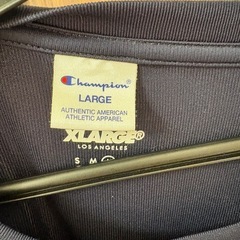 Champion
LARGE
AUTHENTIC AMERICAN
ATHLETIC APPAREL
XLARGE®
LOS ANGELES
S M